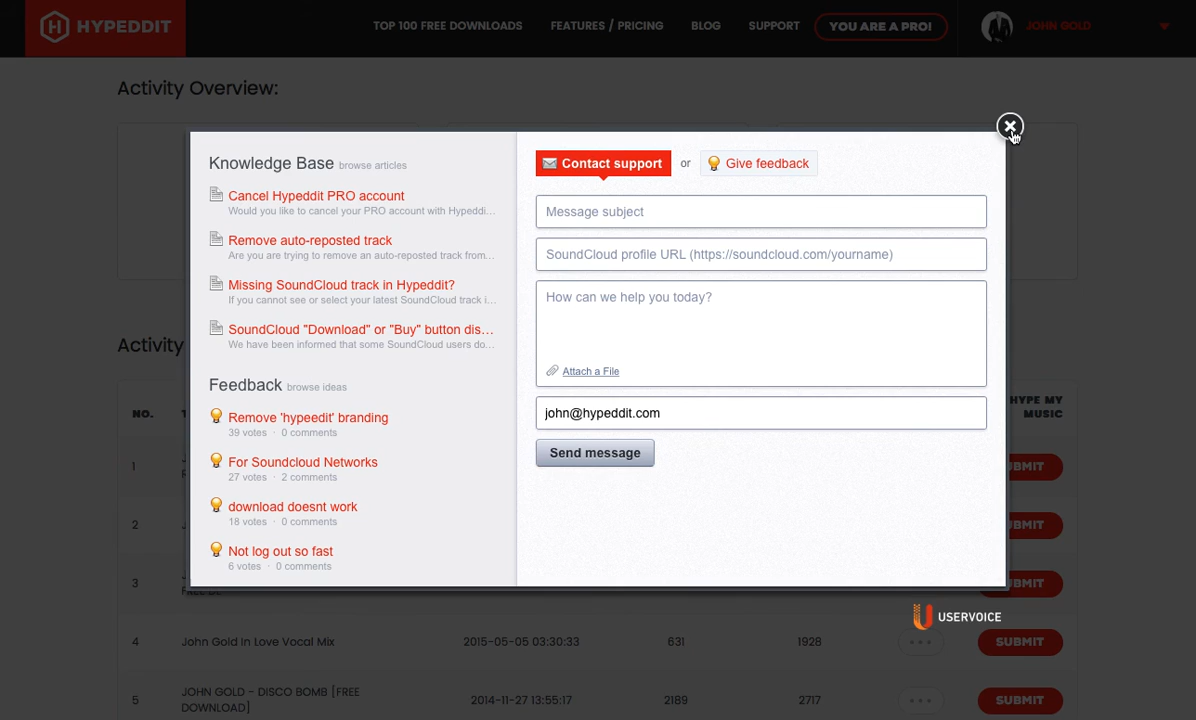 HYPEDDIT
TOP 100 FREE DOWNLOADS
FEATURES / PRICING
BLOG
SUPPORT
YOU ARE A PRO!
JOHN GOLD
Activity Overview:
Knowledge Base browse articles
Cancel Hypeddit PRO account
Would you like to cancel your PRO account with Hypeddi...
Remove auto-reposted track
Are you are trying to remove an auto-reposted track from...
Missing SoundCloud track in Hypeddit?
If you cannot see or select your latest SoundCloud track i...
SoundCloud "Download" or "Buy" button dis...
We have been informed that some SoundCloud users do...
Feedback browse ideas
Remove 'hypeedit' branding
39 votes · 0 comments
For Soundcloud Networks
27 votes · 2 comments
download doesnt work
18 votes · 0 comments
Not log out so fast
6 votes · 0 comments
Contact support or Give feedback
Message subject
SoundCloud profile URL (https://soundcloud.com/yourname)
How can we help you today?
Attach a File
john@hypeddit.com
Send message
USERVOICE
Activity
NO.
HYPE MY
MUSIC
1
2
3
4 John Gold In Love Vocal Mix 2015-05-05 03:30:33 631 1928 SUBMIT
5 JOHN GOLD - DISCO BOMB [FREE
DOWNLOAD] 2014-11-27 13:55:17 2189 2717 SUBMIT